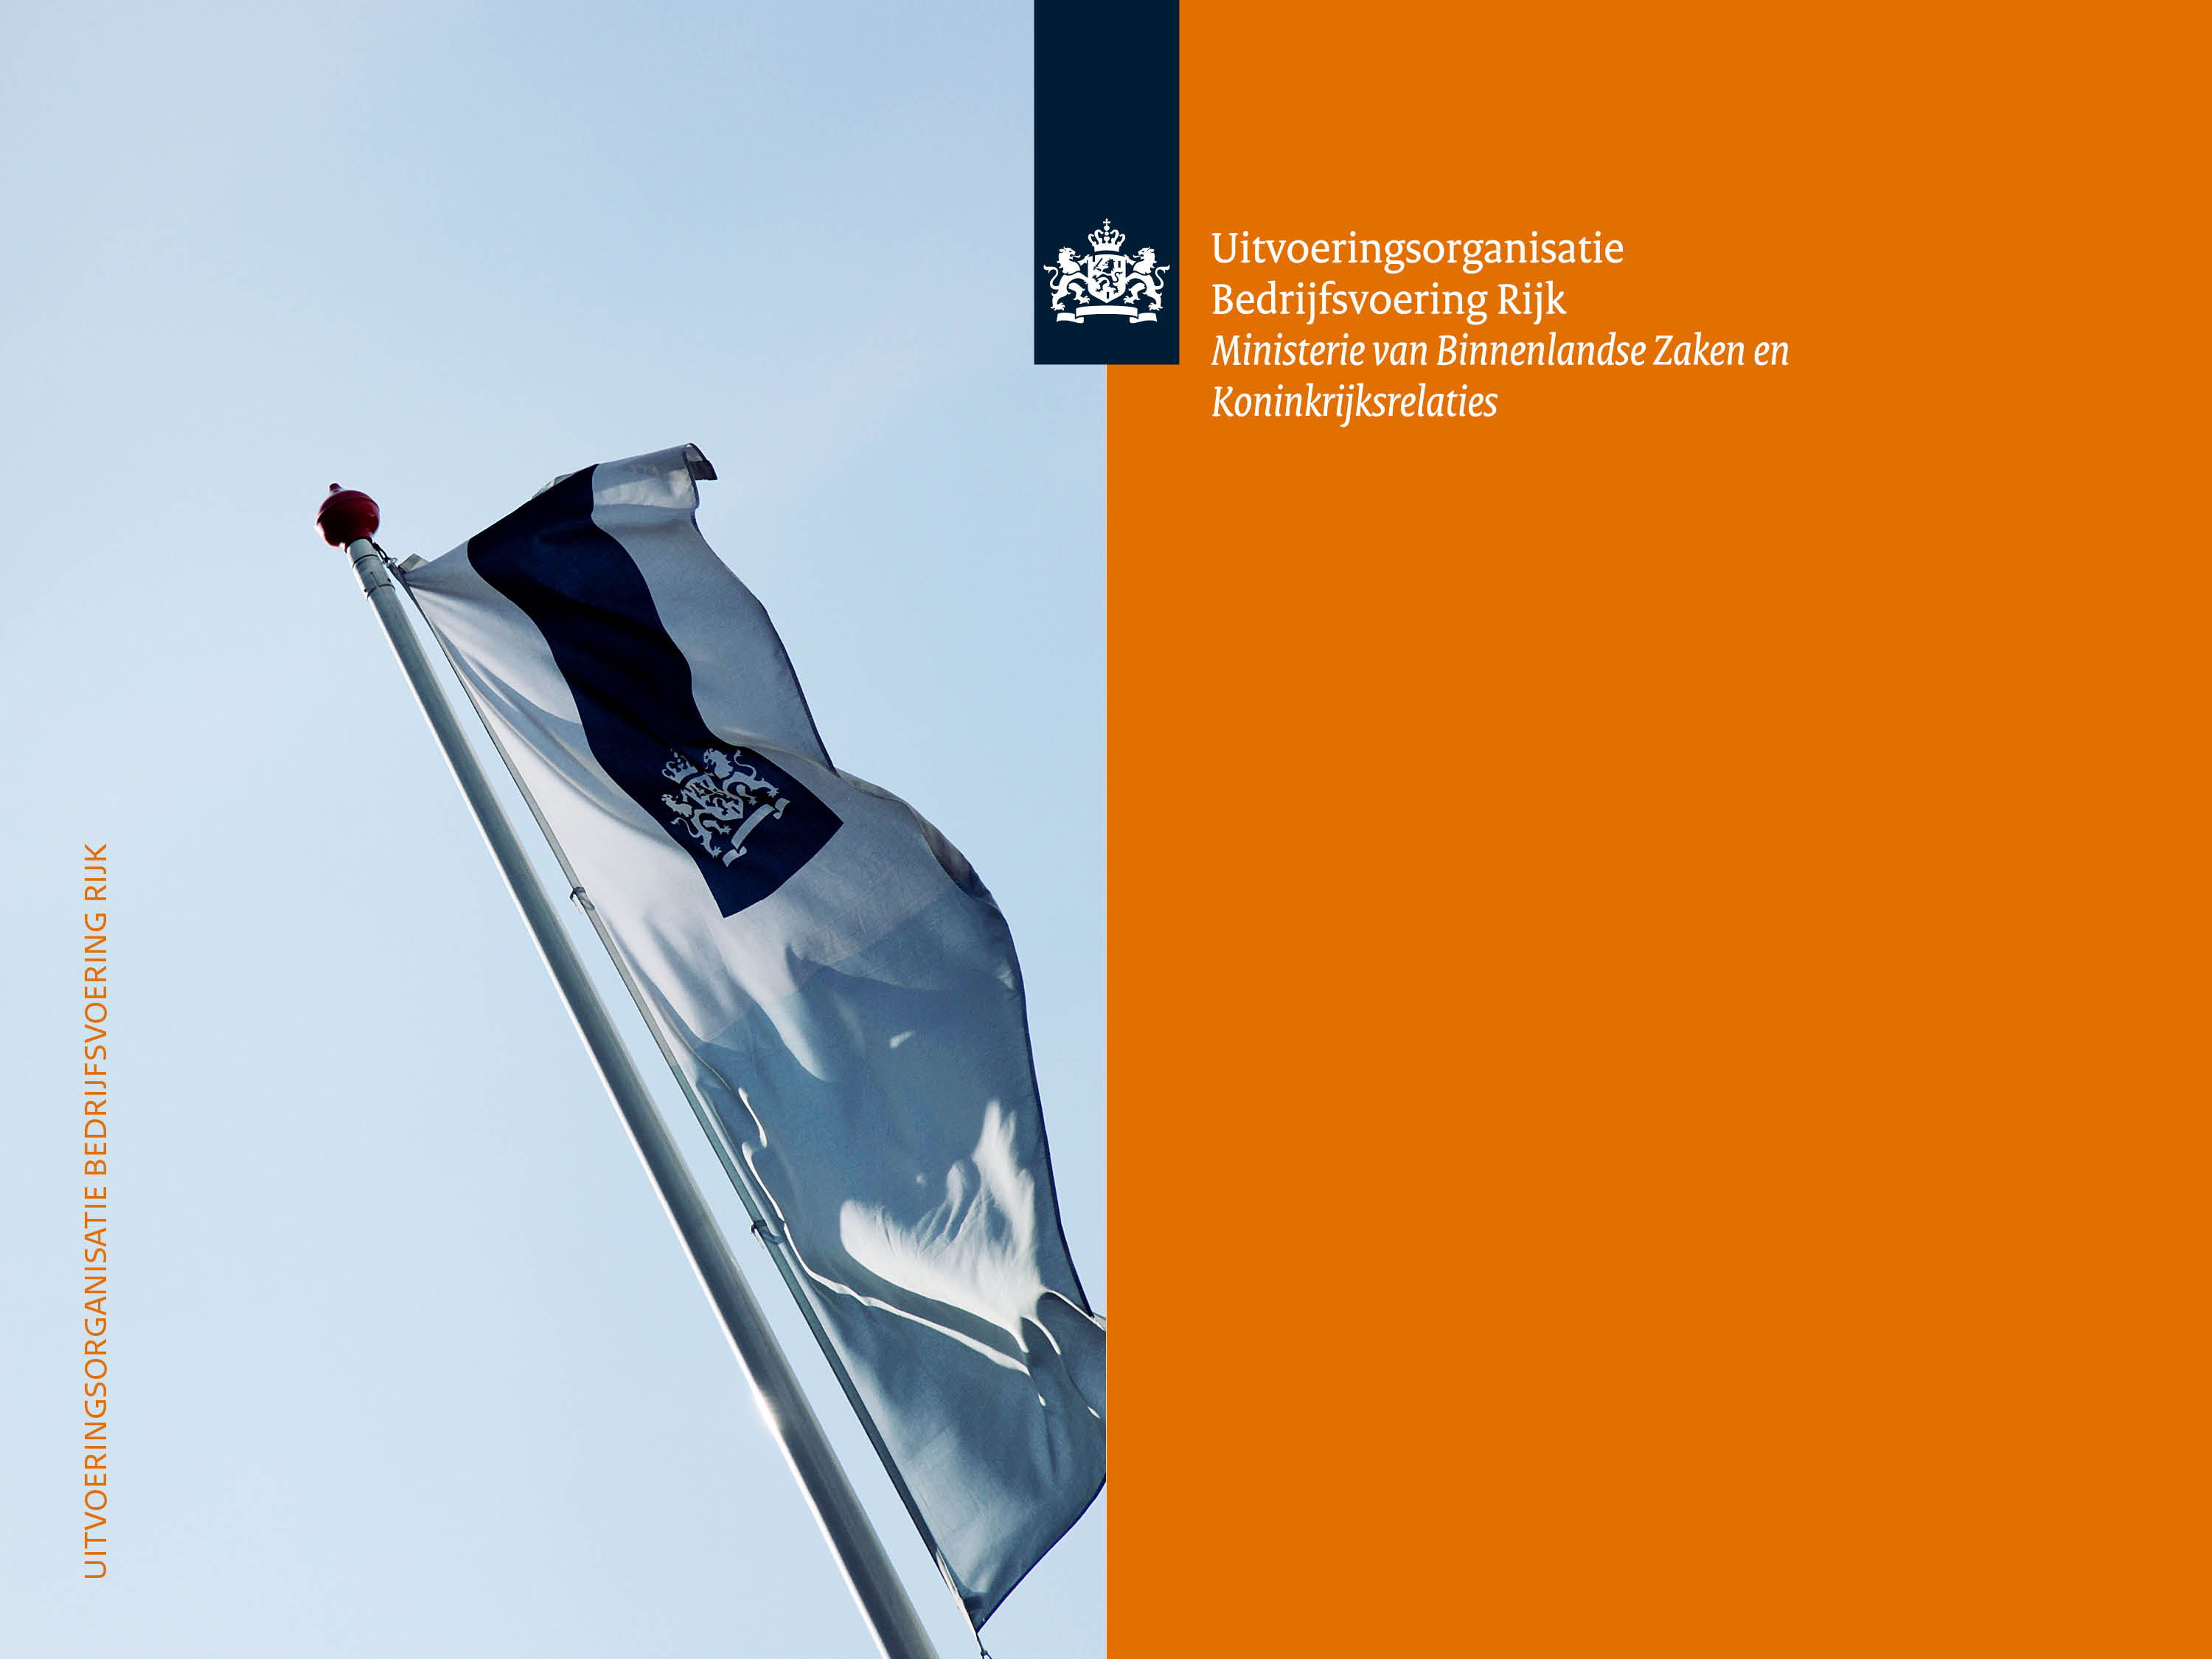 Uitvoeringsorganisatie
Bedrijfsvoering Rijk
Ministerie van Binnenlandse Zaken en
Koninkrijksrelaties
UITVOERINGSORGANISATIE BEDRIJFSVOERING RIJK